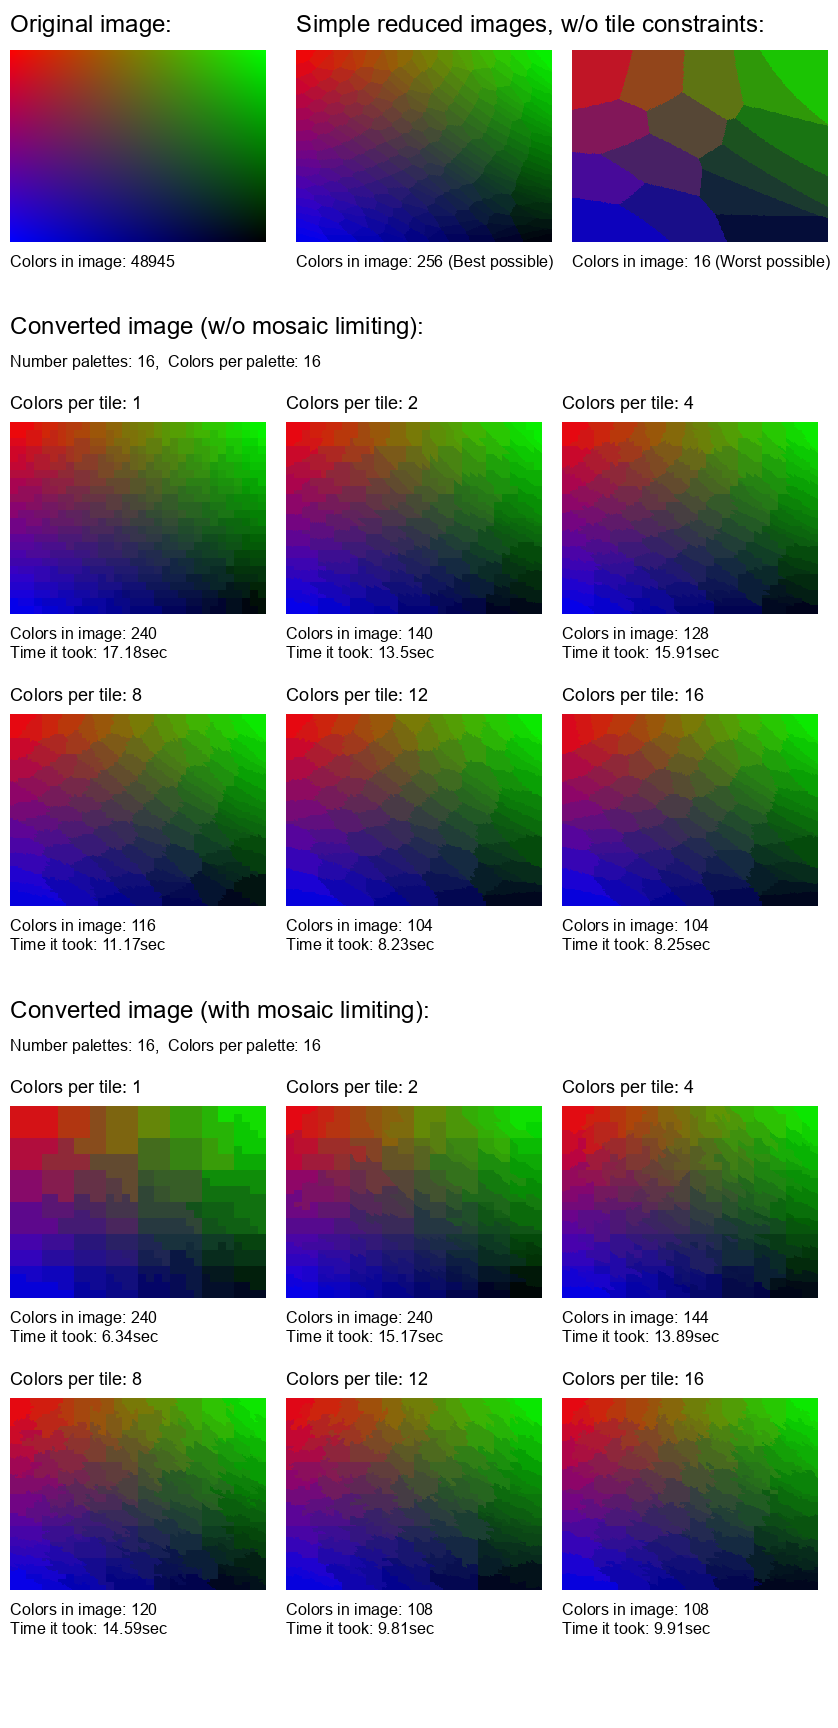 Original image:
Simple reduced images, w/o tile constraints:
Colors in image: 48945
Colors in image: 256 (Best possible)
Colors in image: 16 (Worst possible)
Converted image (w/o mosaic limiting):
Number palettes: 16,  Colors per palette: 16
Colors per tile: 1
Colors per tile: 2
Colors per tile: 4
Colors in image: 240
Time it took: 17.18sec
Colors in image: 140
Time it took: 13.5sec
Colors in image: 128
Time it took: 15.91sec
Colors per tile: 8
Colors per tile: 12
Colors per tile: 16
Colors in image: 116
Time it took: 11.17sec
Colors in image: 104
Time it took: 8.23sec
Colors in image: 104
Time it took: 8.25sec
Converted image (with mosaic limiting):
Number palettes: 16,  Colors per palette: 16
Colors per tile: 1
Colors per tile: 2
Colors per tile: 4
Colors in image: 240
Time it took: 6.34sec
Colors in image: 240
Time it took: 15.17sec
Colors in image: 144
Time it took: 13.89sec
Colors per tile: 8
Colors per tile: 12
Colors per tile: 16
Colors in image: 120
Time it took: 14.59sec
Colors in image: 108
Time it took: 9.81sec
Colors in image: 108
Time it took: 9.91sec